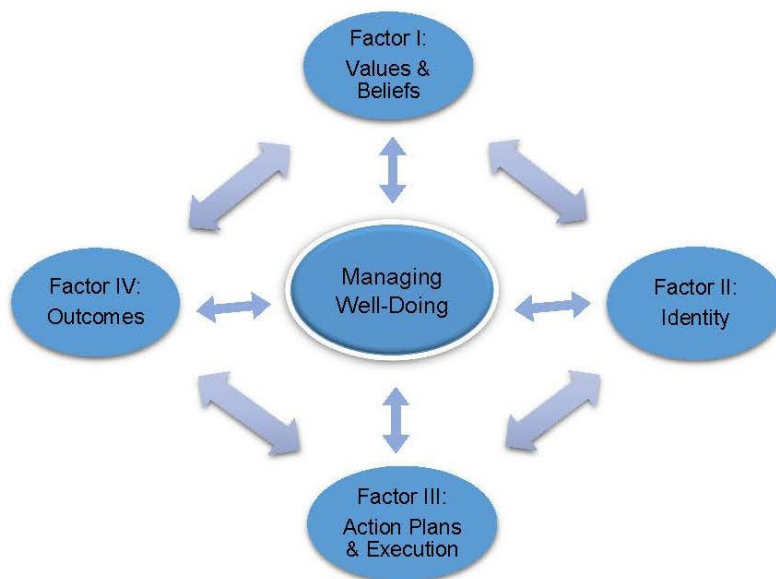 Factor I:
Values &
Beliefs
Factor IV:
Outcomes
Managing
Well-Doing
Factor II:
Identity
Factor III:
Action Plans
& Execution